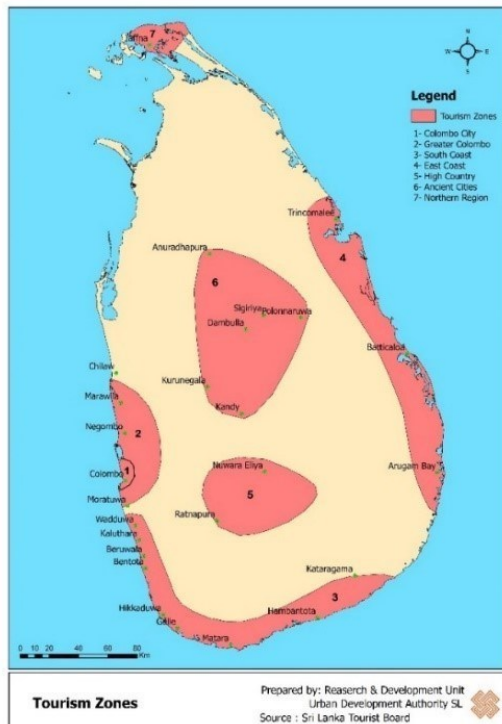 7
N
W
E
S
Legend
Tourism Zones
1- Colombo City
2- Greater Colombo
3- South Coast
4- East Coast
5- High Country
6- Ancient Cities
7- Northern Region
Trincomalee
Anuradhapura
4
6
Sigiriya
Polonnaruwa
Dambulla
Batticaloa
Chilaw
Kurunegala
Marawila
Kandy
Negombo
2
1
Nuwara Eliya
Colombo
Arugam Bay
5
Moratuwa
Ratnapura
Wadduwa
Kaluthara
Beruwala
Bentota
Kataragama
3
Hikkaduwa
Hambantota
Galle
Matara
0 10 20 40 60 80
Km
Tourism Zones
Prepared by: Reaserch & Development Unit
Urban Development Authority SL
Source : Sri Lanka Tourist Board